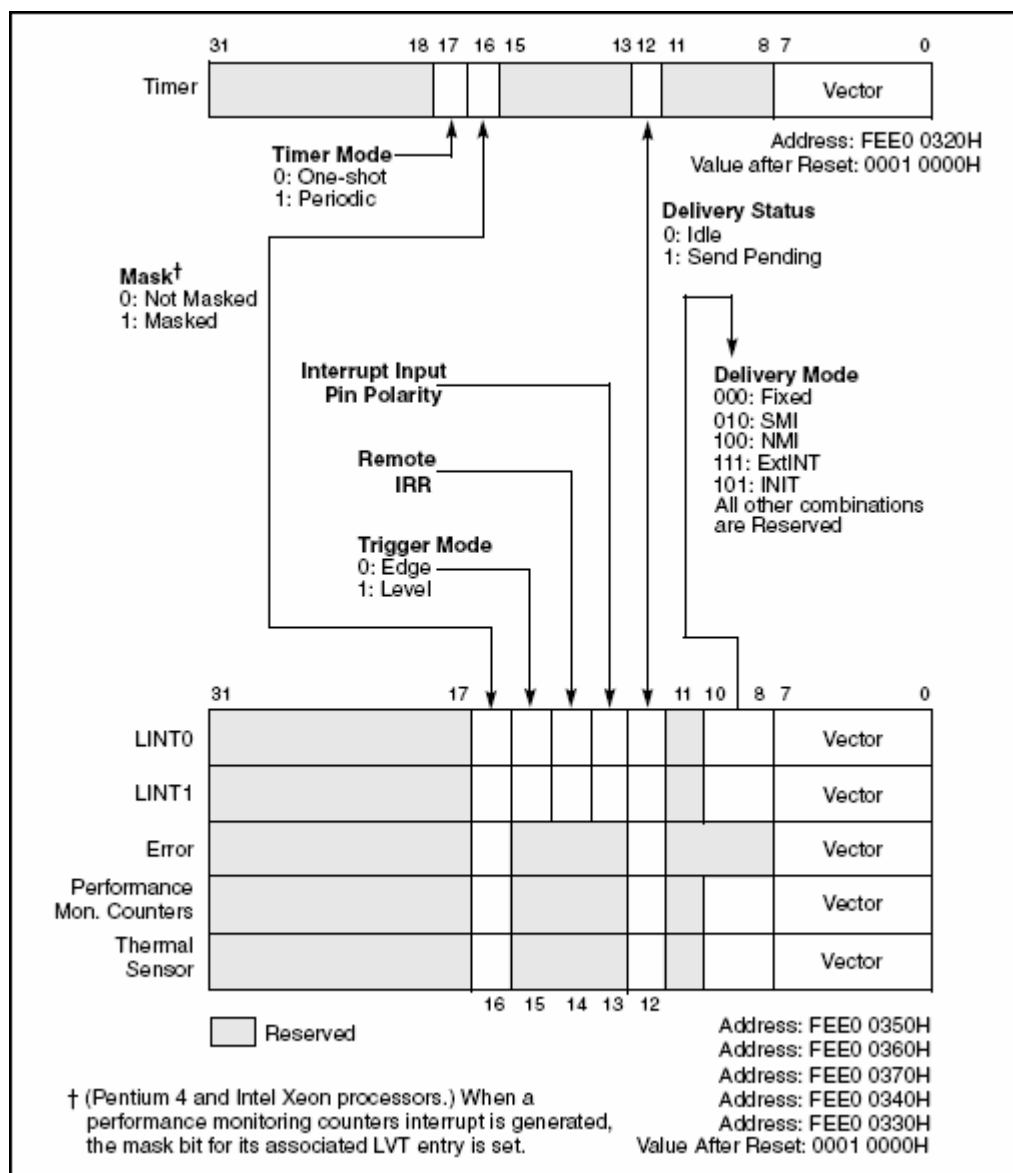 31 18 17 16 15 13 12 11 8 7 0
Timer Vector
Address: FEE0 0320H
Value after Reset: 0001 0000H
Timer Mode
0: One-shot
1: Periodic
Delivery Status
0: Idle
1: Send Pending
Mask†
0: Not Masked
1: Masked
Interrupt Input
Pin Polarity
Delivery Mode
000: Fixed
010: SMI
100: NMI
111: ExtINT
101: INIT
All other combinations
are Reserved
Remote
IRR
Trigger Mode
0: Edge
1: Level
31 17 11 10 8 7 0
LINT0 Vector
LINT1 Vector
Error Vector
Performance
Mon. Counters Vector
Thermal
Sensor Vector
16 15 14 13 12
Reserved
Address: FEE0 0350H
Address: FEE0 0360H
Address: FEE0 0370H
Address: FEE0 0340H
Address: FEE0 0330H
Value After Reset: 0001 0000H
† (Pentium 4 and Intel Xeon processors.) When a
performance monitoring counters interrupt is generated,
the mask bit for its associated LVT entry is set.